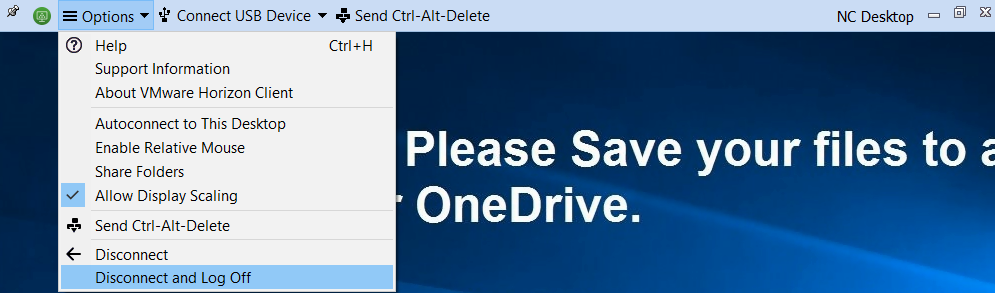 Options Connect USB Device Send Ctrl-Alt-Delete NC Desktop
Help Ctrl+H
Support Information
About VMware Horizon Client
Autoconnect to This Desktop
Enable Relative Mouse
Share Folders
Allow Display Scaling
Send Ctrl-Alt-Delete
Disconnect
Disconnect and Log Off
Please Save your files to a
OneDrive.